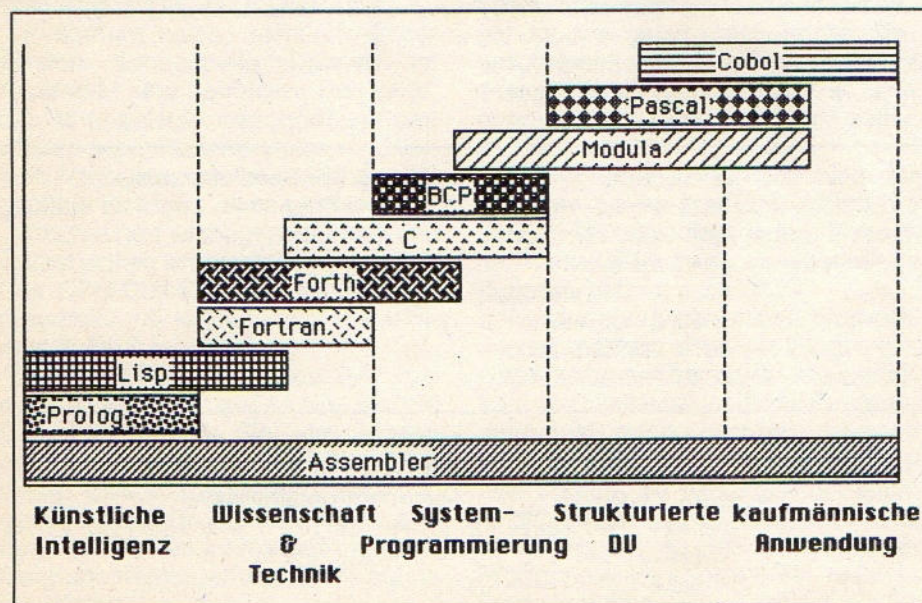 Cobol
Pascal
Modula
BCP
C
Forth
Fortran
Lisp
Prolog
Assembler
Künstliche
Intelligenz
Wissenschaft
&
Technik
System-
Programmierung
Strukturierte
DV
kaufmännische
Anwendung